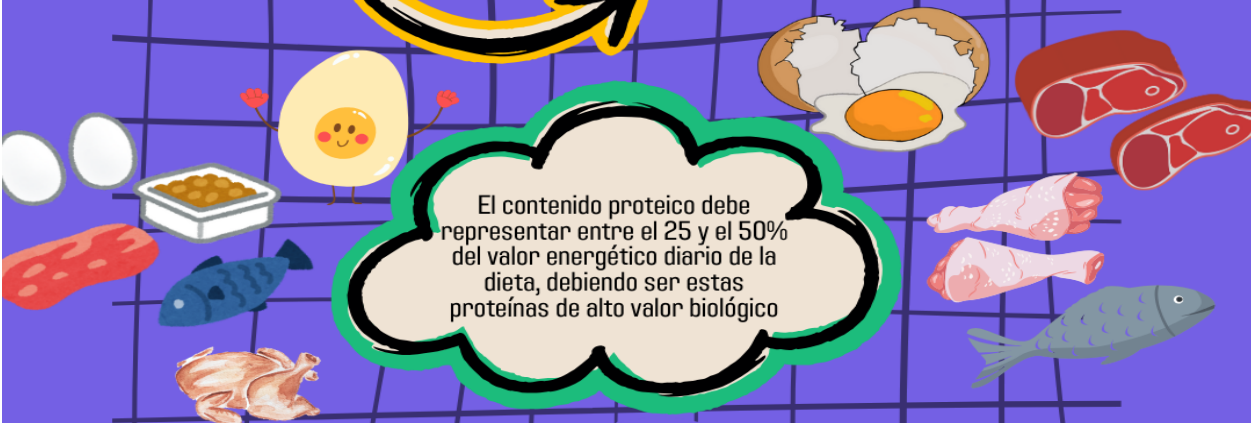 El contenido proteico debe
representar entre el 25 y el 50%
del valor energético diario de la
dieta, debiendo ser estas
proteínas de alto valor biológico